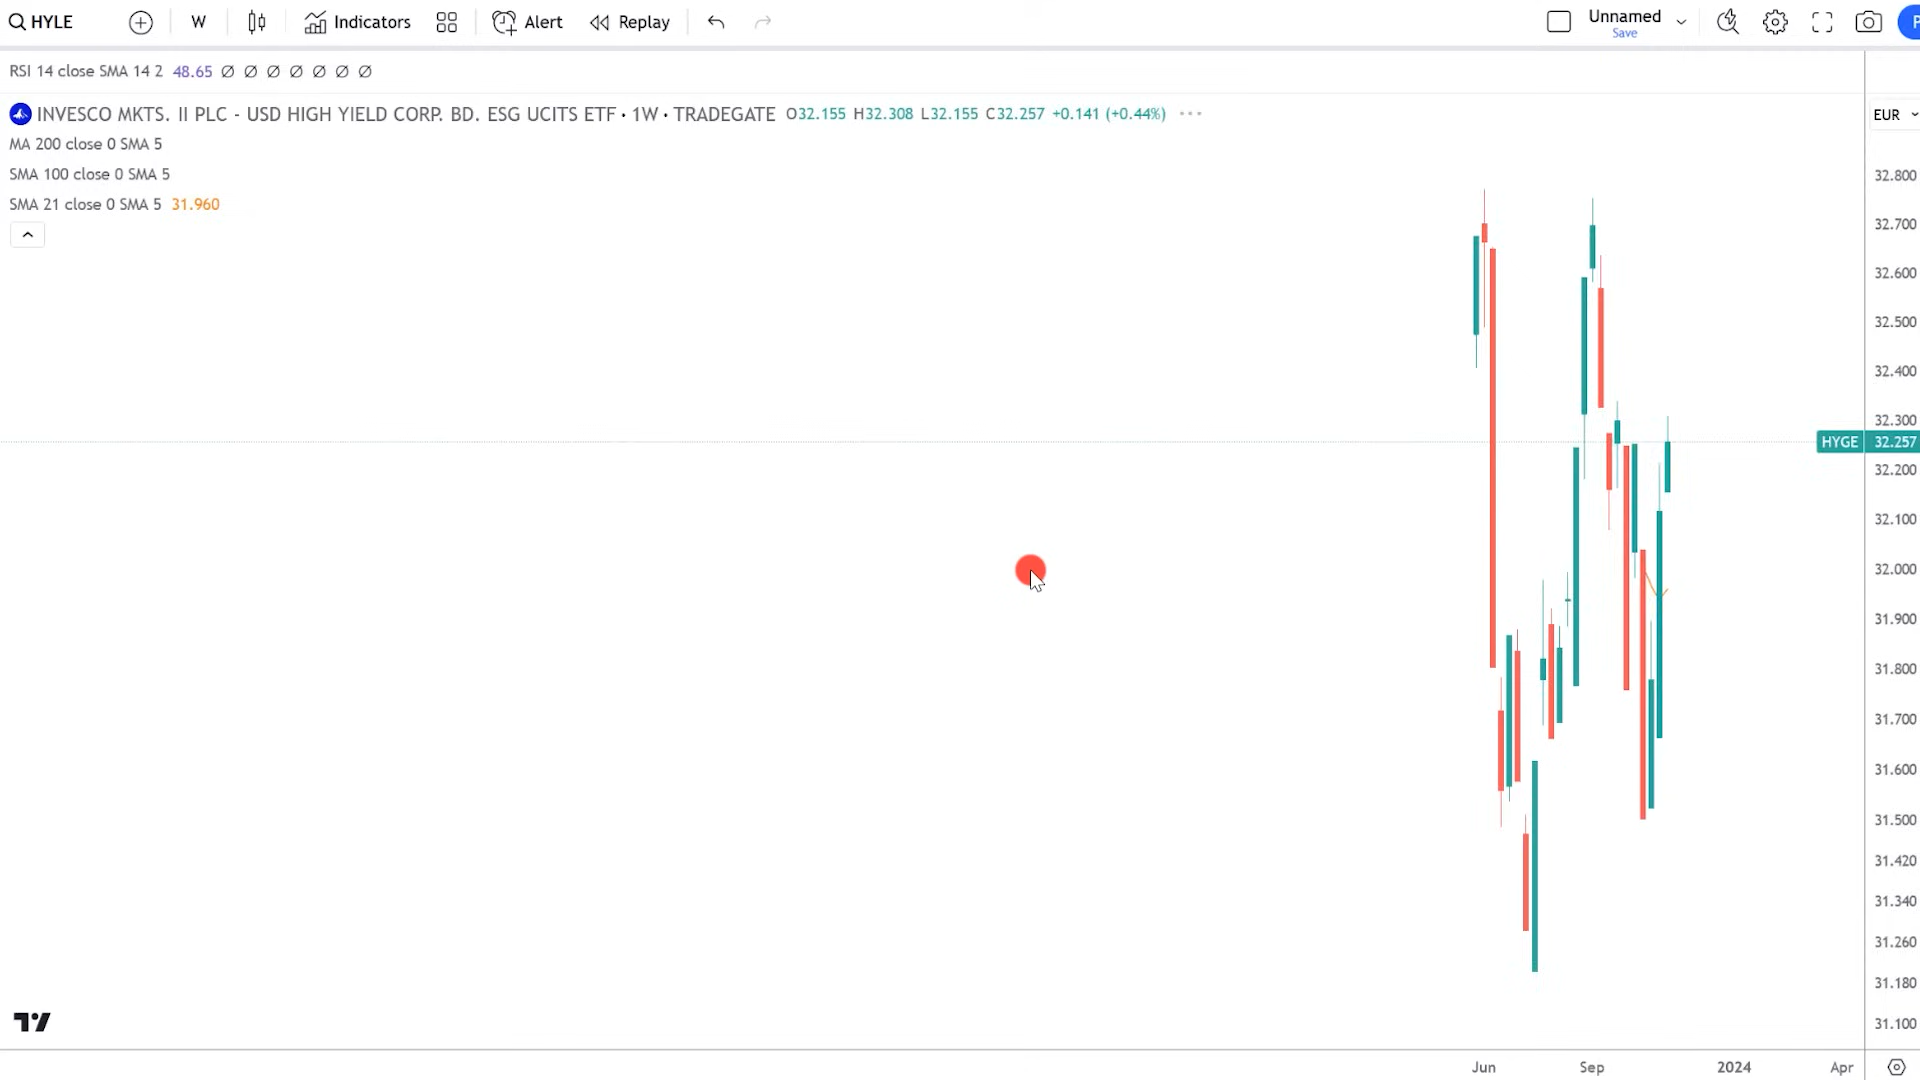 HYLE W Indicators Alert Replay Unnamed
Save
RSI 14 close SMA 14 2 48.65 Ø Ø Ø Ø Ø Ø Ø
INVESCO MKTS. II PLC - USD HIGH YIELD CORP. BD. ESG UCITS ETF · 1W · TRADEGATE O32.155 H32.308 L32.155 C32.257 +0.141 (+0.44%) EUR
MA 200 close 0 SMA 5
SMA 100 close 0 SMA 5
SMA 21 close 0 SMA 5 31.960
32.800
32.700
32.600
32.500
32.400
32.300
HYGE 32.257
32.200
32.100
32.000
31.900
31.800
31.700
31.600
31.500
31.420
31.340
31.260
31.180
31.100
Jun Sep 2024 Apr